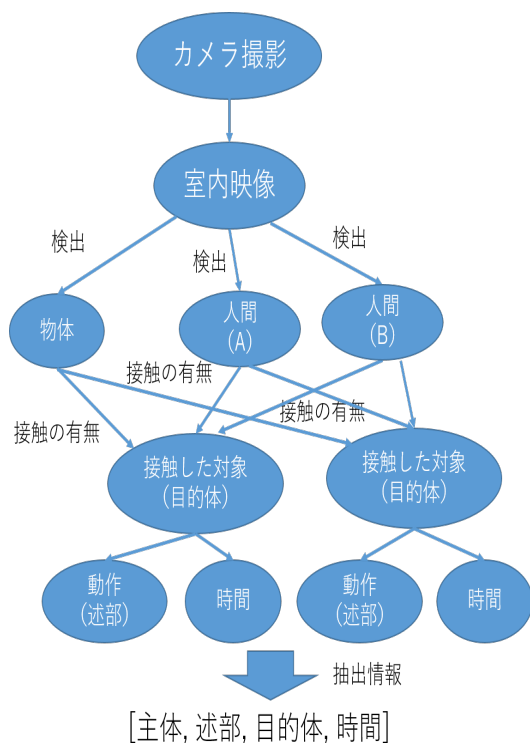 カメラ撮影
室内映像
検出
検出
検出
物体
人間
(A)
人間
(B)
接触の有無
接触の有無
接触の有無
接触した対象
(目的体)
接触した対象
(目的体)
動作
(述部)
時間
動作
(述部)
時間
抽出情報
[主体, 述部, 目的体, 時間]